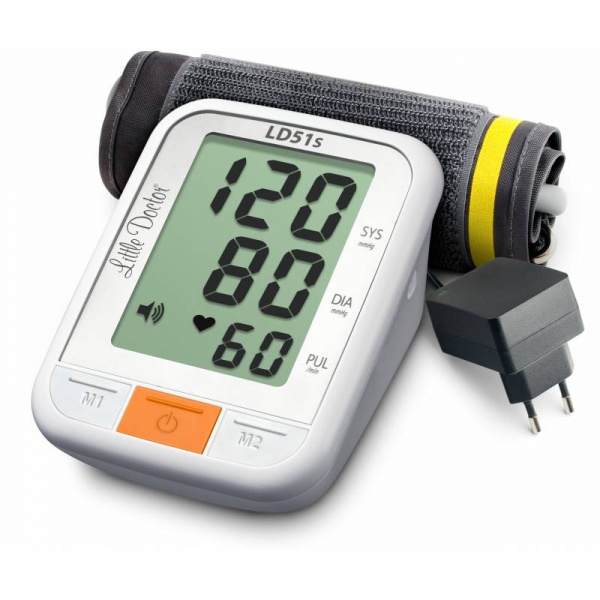 LD51s
Little Doctor®
120
SYS
mmHg
80
DIA
mmHg
60
PUL
/min
M1
M2